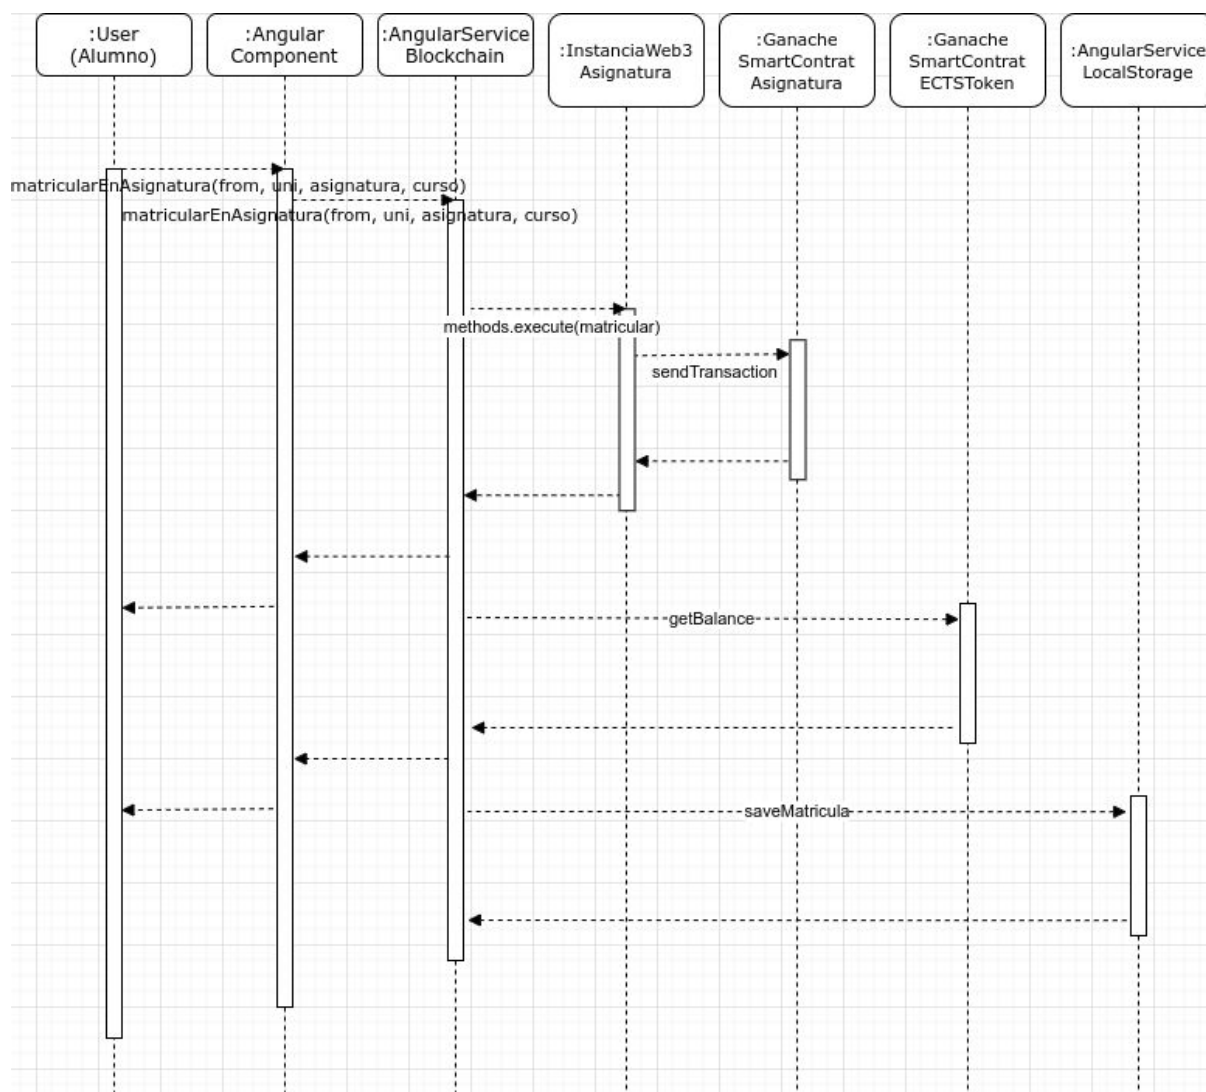 :User
(Alumno)
:Angular
Component
:AngularService
Blockchain
:InstanciaWeb3
Asignatura
:Ganache
SmartContrat
Asignatura
:Ganache
SmartContrat
ECTSToken
:AngularService
LocalStorage
matricularEnAsignatura(from, uni, asignatura, curso)
matricularEnAsignatura(from, uni, asignatura, curso)
methods.execute(matricular)
sendTransaction
getBalance
saveMatricula